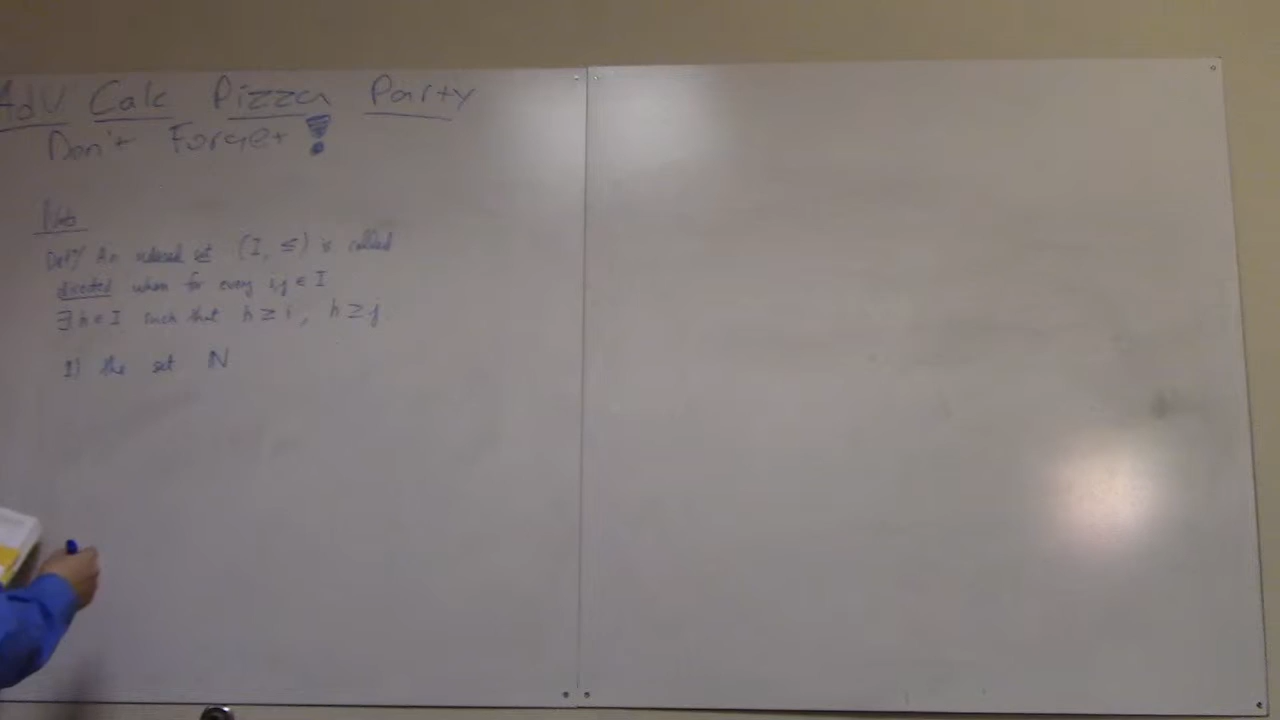 Adv Calc Pizza Party
Don't Forget !
Nets
Def'/ An indexed set (I, ≤) is called
directed when for every i,j ∈ I
∃ k ∈ I such that k ≥ i, k ≥ j
1) the set ℕ